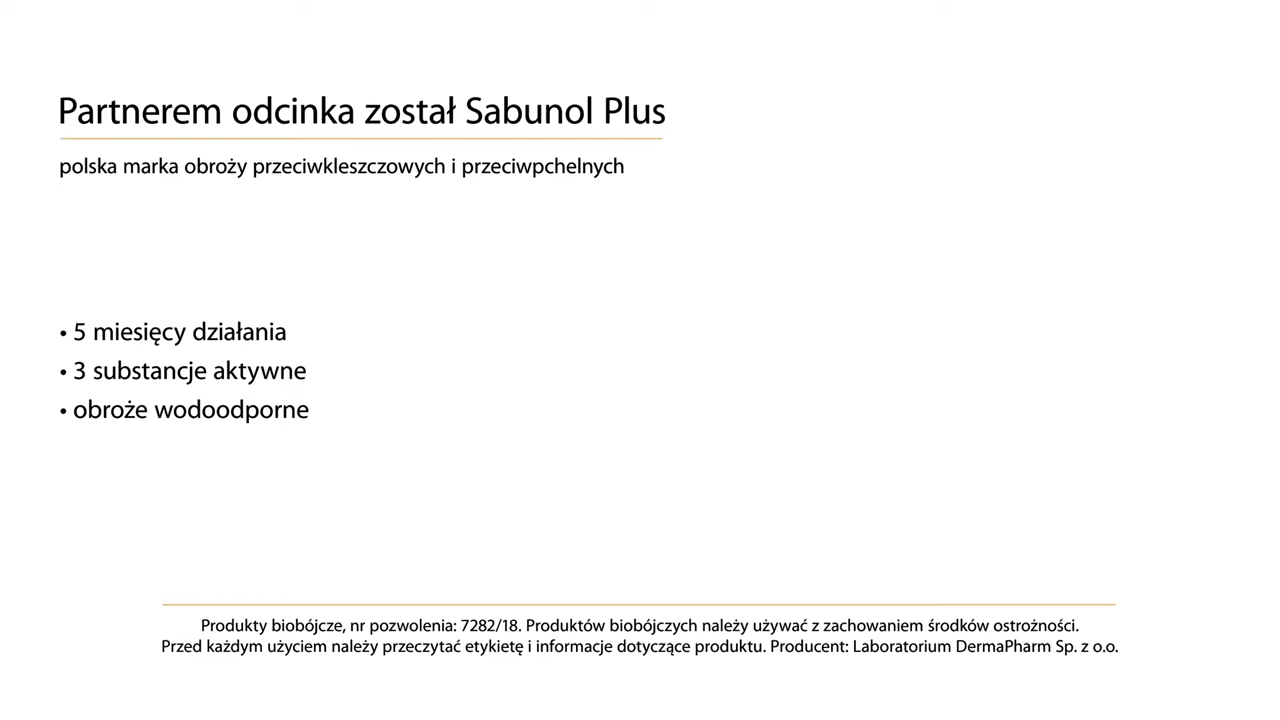 Partnerem odcinka został Sabunol Plus
polska marka obroży przeciwkleszczowych i przeciwpchelnych
• 5 miesięcy działania
• 3 substancje aktywne
• obroże wodoodporne
Produkty biobójcze, nr pozwolenia: 7282/18. Produktów biobójczych należy używać z zachowaniem środków ostrożności.
Przed każdym użyciem należy przeczytać etykietę i informacje dotyczące produktu. Producent: Laboratorium DermaPharm Sp. z o.o.